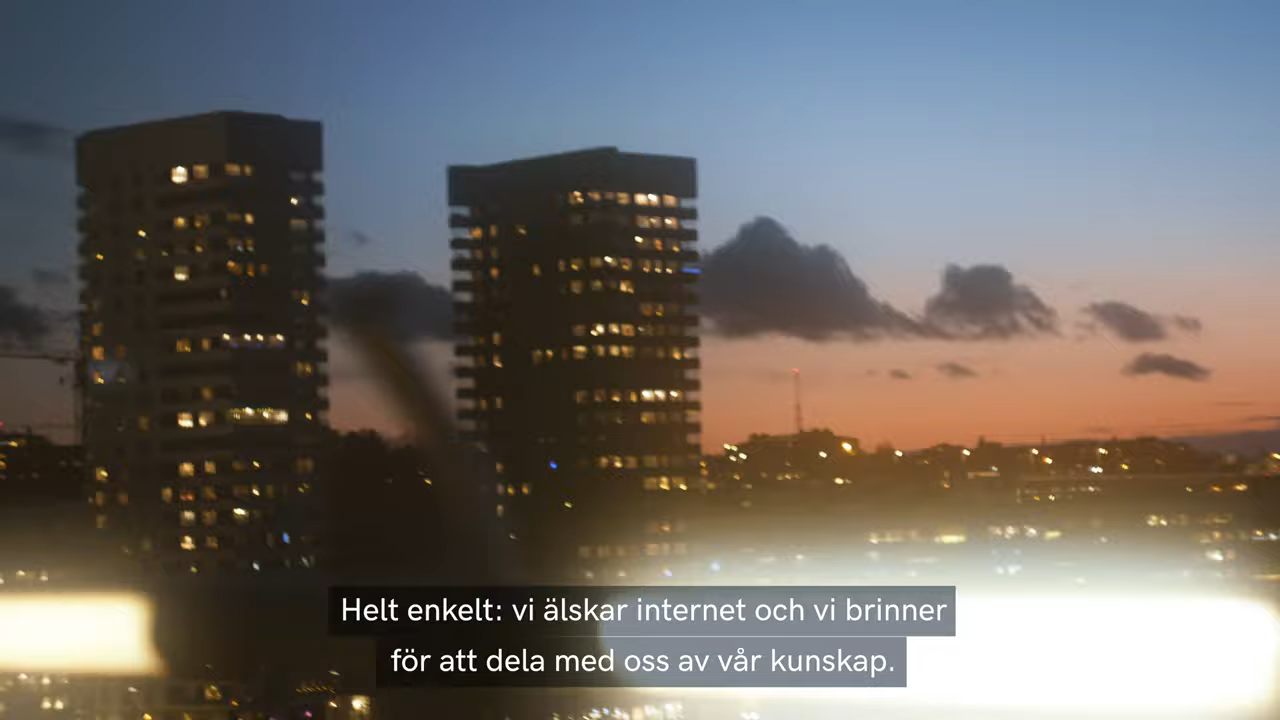 Helt enkelt: vi älskar internet och vi brinner
för att dela med oss av vår kunskap.